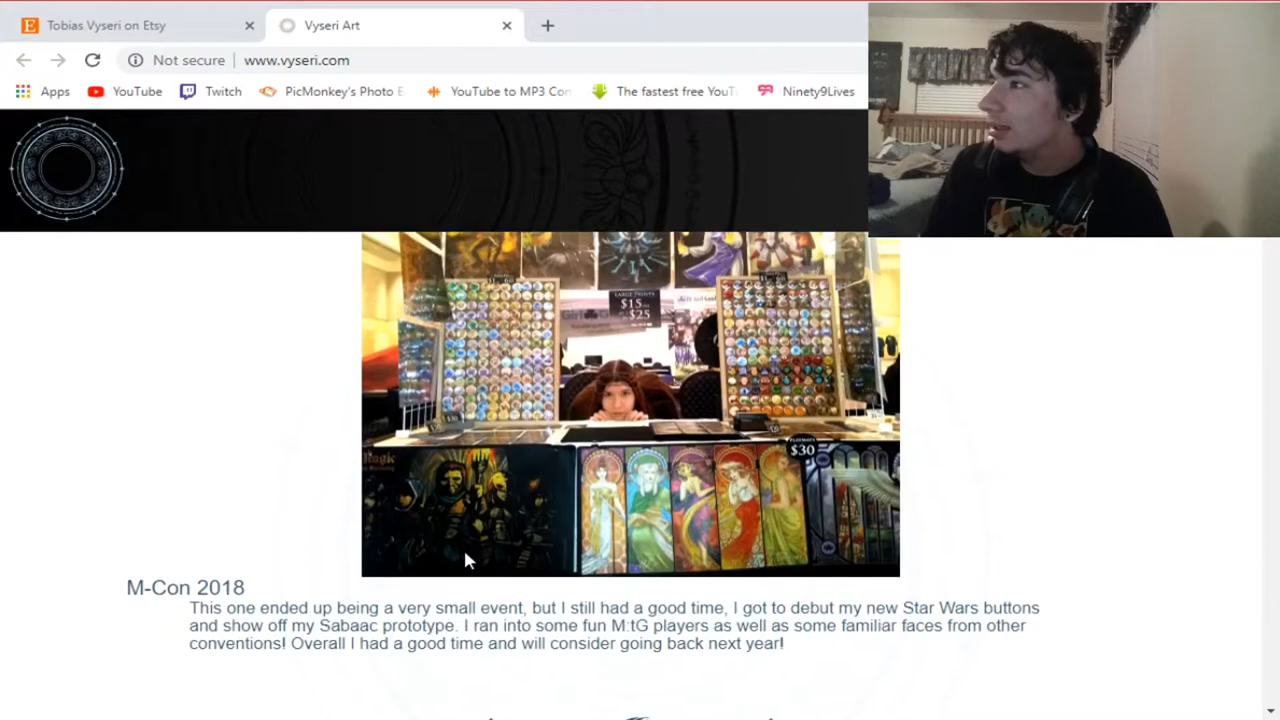 Tobias Vyseri on Etsy
Vyseri Art
Not secure
www.vyseri.com
Apps
YouTube
Twitch
PicMonkey's Photo E
YouTube to MP3 Con
The fastest free YouT
Ninety9Lives
LARGE PRINTS
$15
$25
PLAYMATS
$30
M-Con 2018
This one ended up being a very small event, but I still had a good time, I got to debut my new Star Wars buttons
and show off my Sabaac prototype. I ran into some fun M:tG players as well as some familiar faces from other
conventions! Overall I had a good time and will consider going back next year!